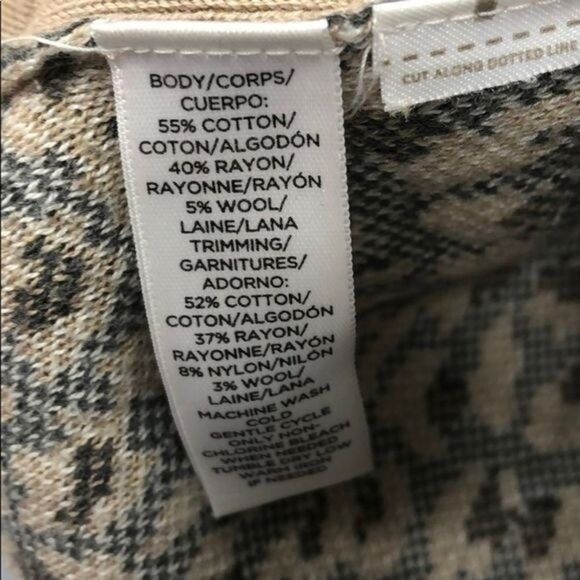 BODY/CORPS/
CUERPO:
55% COTTON/
COTON/ALGODÓN
40% RAYON/
RAYONNE/RAYÓN
5% WOOL/
LAINE/LANA
TRIMMING/
GARNITURES/
ADORNO:
52% COTTON/
COTON/ALGODÓN
37% RAYON/
RAYONNE/RAYÓN
8% NYLON/NILÓN
3% WOOL/
LAINE/LANA
MACHINE WASH
COLD
GENTLE CYCLE
ONLY NON-
CHLORINE BLEACH
WHEN NEEDED
TUMBLE DRY LOW
WARM IRON
IF NEEDED
CUT ALONG DOTTED LINE